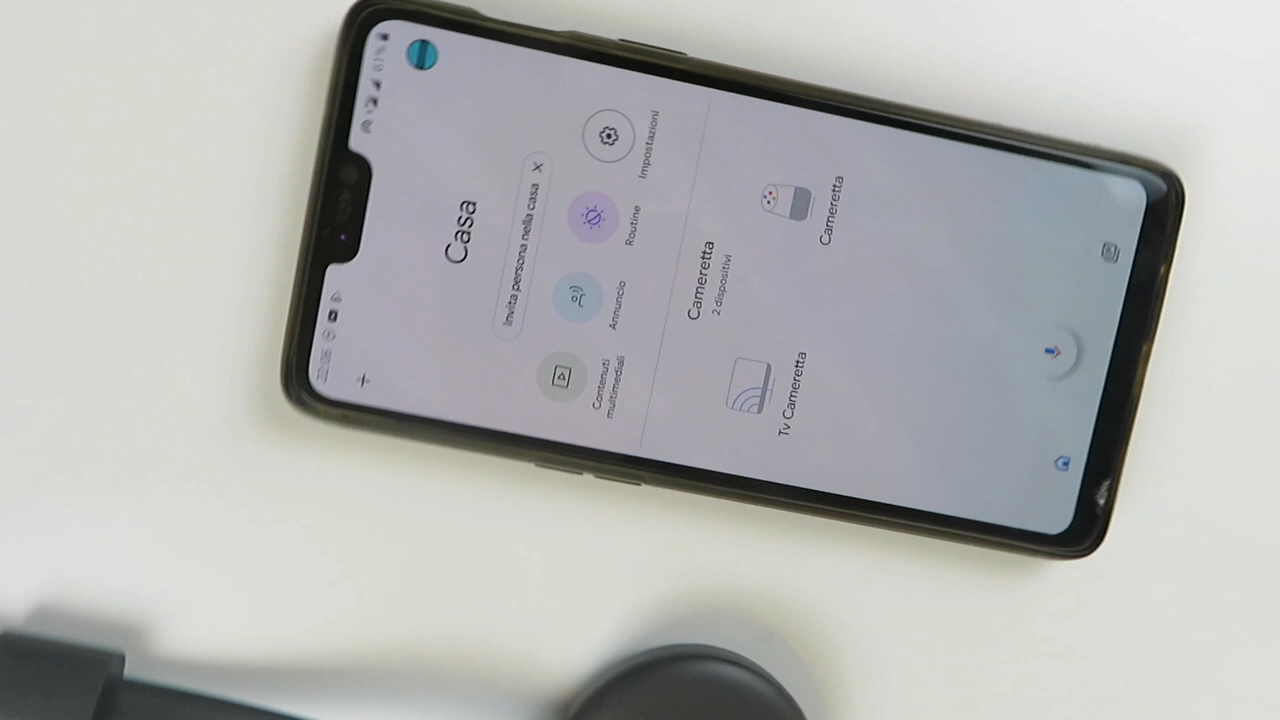 Casa
Invita persona nella casa
Contenuti
multimediali
Annuncio
Routine
Impostazioni
Cameretta
2 dispositivi
Tv Cameretta
Cameretta